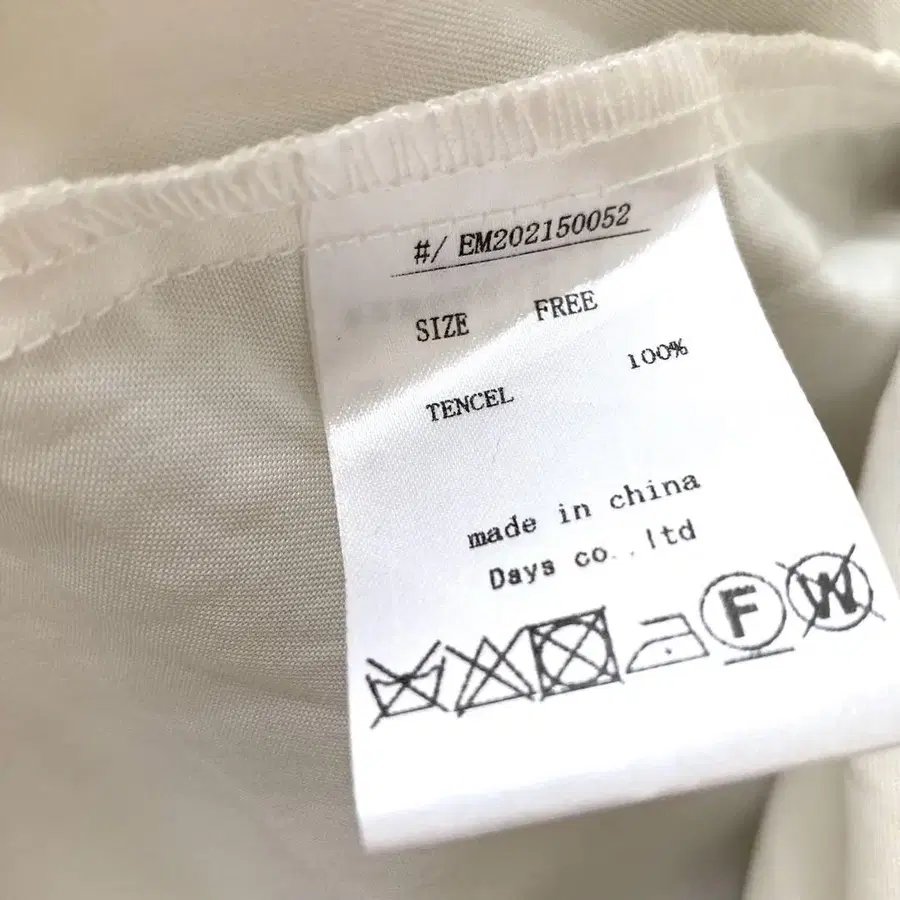 #/ EM202150052
SIZE FREE
100%
TENCEL
made in china
Days co.,ltd
F W